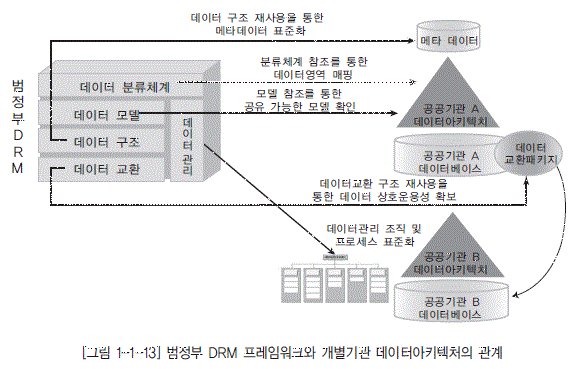 데이터 구조 재사용을 통한
메타데이터 표준화
메타 데이터
분류체계 참조를 통한
데이터영역 매핑
모델 참조를 통한
공유 가능한 모델 확인
범정부 DRM
데이터 분류체계
데이터 모델
데이터 구조
데이터 교환
데이터 관리
공공기관 A
데이터아키텍치
공공기관 A
데이터베이스
데이터
교환패키지
데이터교환 구조 재사용을
통한 데이터 상호운용성 확보
데이터관리 조직 및
프로세스 표준화
공공기관 B
데이터아키텍치
공공기관 B
데이터베이스
[그림 1-1-13] 범정부 DRM 프레임워크와 개별기관 데이터아키텍처의 관계